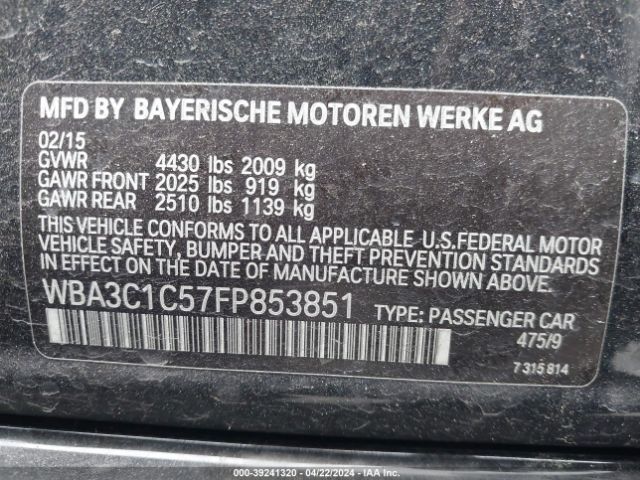 MFD BY BAYERISCHE MOTOREN WERKE AG
02/15
GVWR 4430 lbs 2009 kg
GAWR FRONT 2025 lbs 919 kg
GAWR REAR 2510 lbs 1139 kg
THIS VEHICLE CONFORMS TO ALL APPLICABLE U.S.FEDERAL MOTOR
VEHICLE SAFETY, BUMPER AND THEFT PREVENTION STANDARDS
IN EFFECT ON THE DATE OF MANUFACTURE SHOWN ABOVE.
WBA3C1C57FP853851 TYPE: PASSENGER CAR
475/9
7 315 814
000-39241320 - 04/22/2024 - IAA Inc.